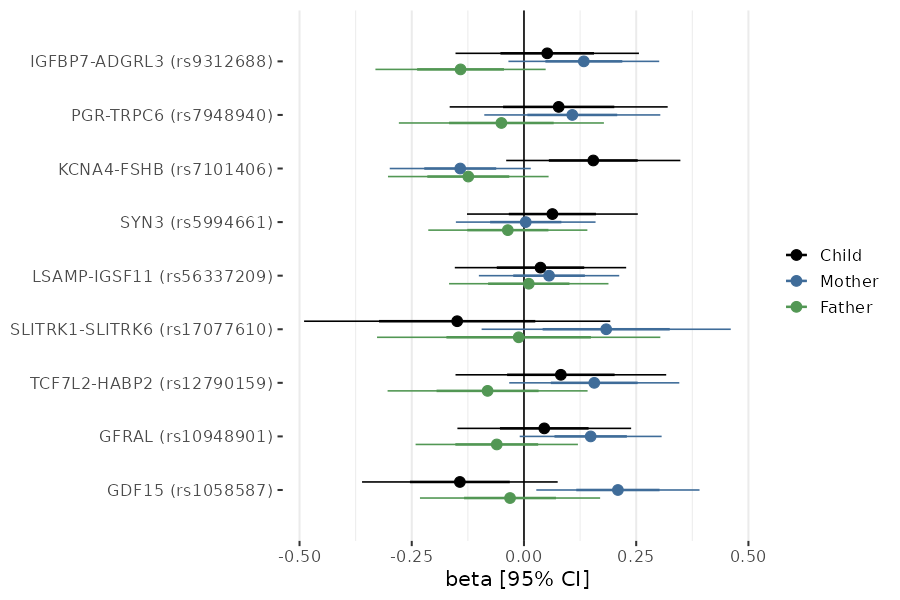 IGFBP7-ADGRL3 (rs9312688)
PGR-TRPC6 (rs7948940)
KCNA4-FSHB (rs7101406)
SYN3 (rs5994661)
LSAMP-IGSF11 (rs56337209)
SLITRK1-SLITRK6 (rs17077610)
TCF7L2-HABP2 (rs12790159)
GFRAL (rs10948901)
GDF15 (rs1058587)
-0.50 -0.25 0.00 0.25 0.50
beta [95% CI]
Child
Mother
Father